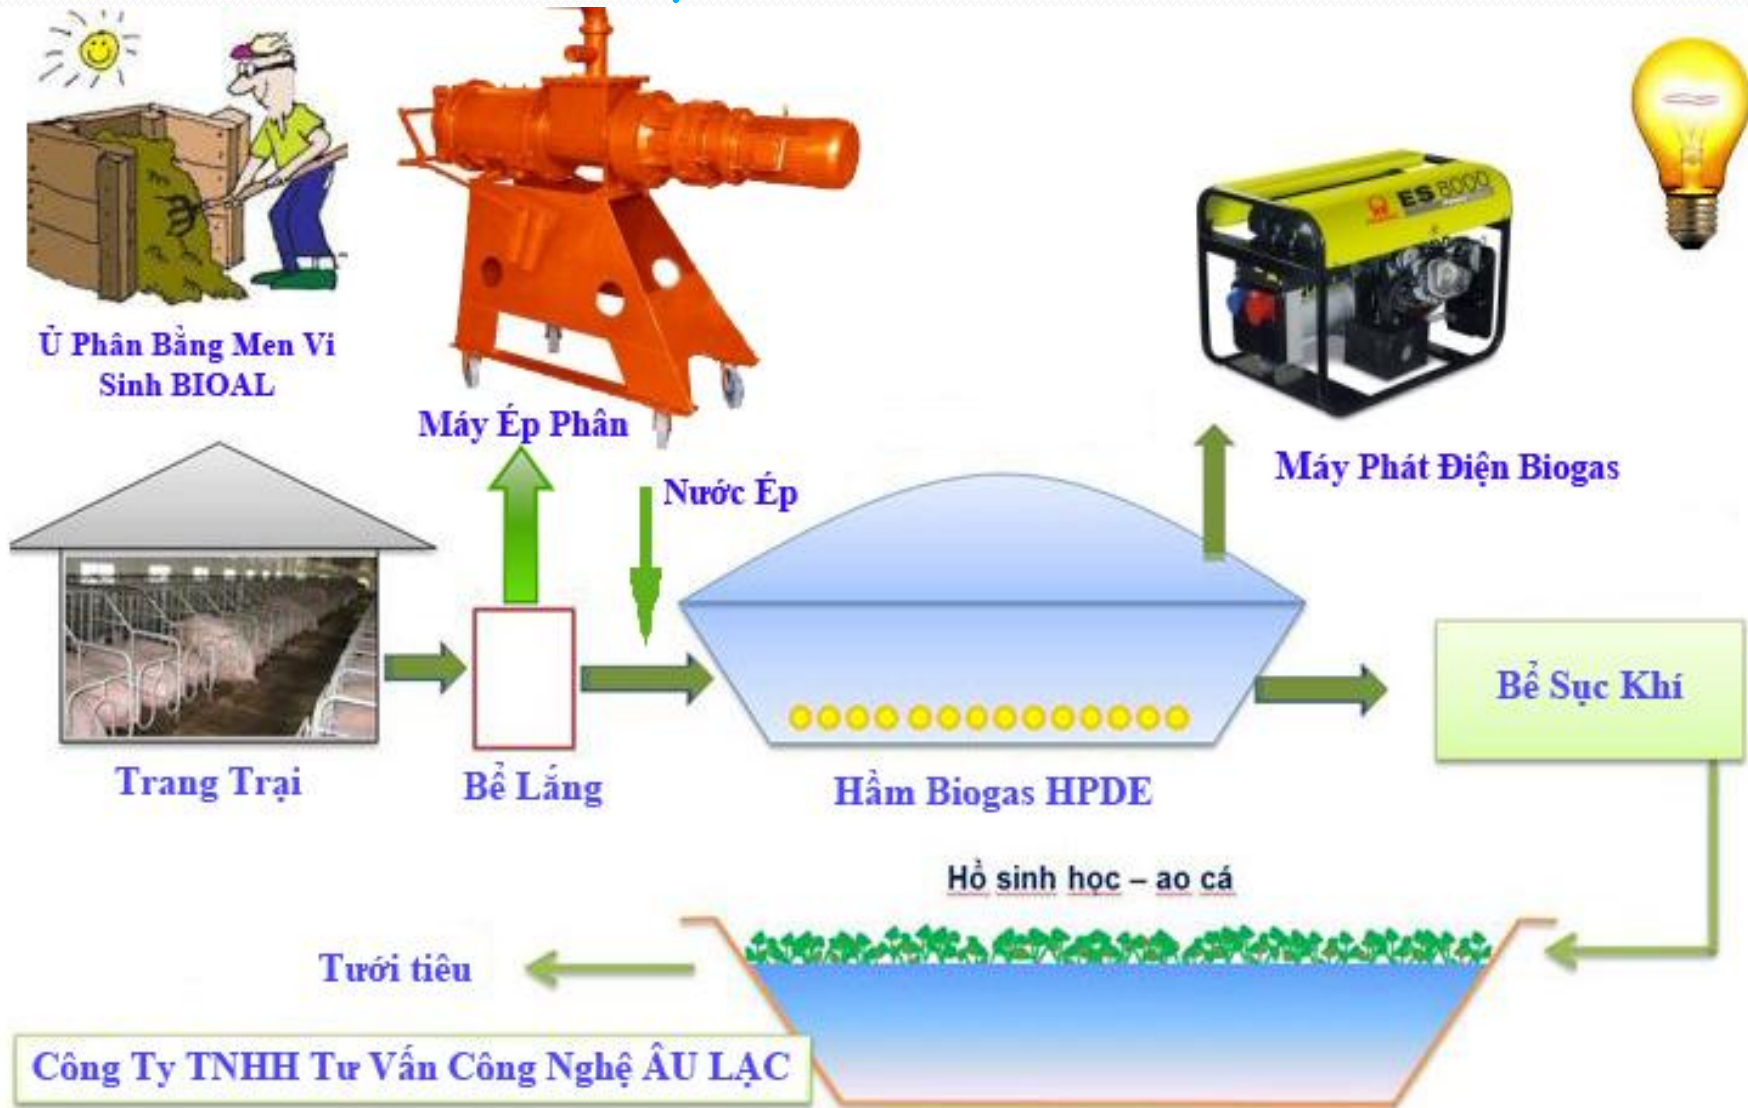 ES 8000
Ủ Phân Bằng Men Vi
Sinh BIOAL
Máy Ép Phân
Máy Phát Điện Biogas
Nước Ép
Bể Sục Khí
Trang Trại
Bể Lắng
Hầm Biogas HPDE
Hồ sinh học – ao cá
Tưới tiêu
Công Ty TNHH Tư Vấn Công Nghệ ÂU LẠC